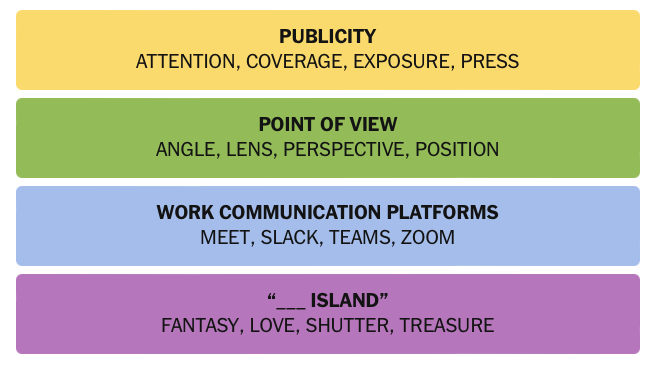 PUBLICITY
ATTENTION, COVERAGE, EXPOSURE, PRESS
POINT OF VIEW
ANGLE, LENS, PERSPECTIVE, POSITION
WORK COMMUNICATION PLATFORMS
MEET, SLACK, TEAMS, ZOOM
“___ ISLAND”
FANTASY, LOVE, SHUTTER, TREASURE